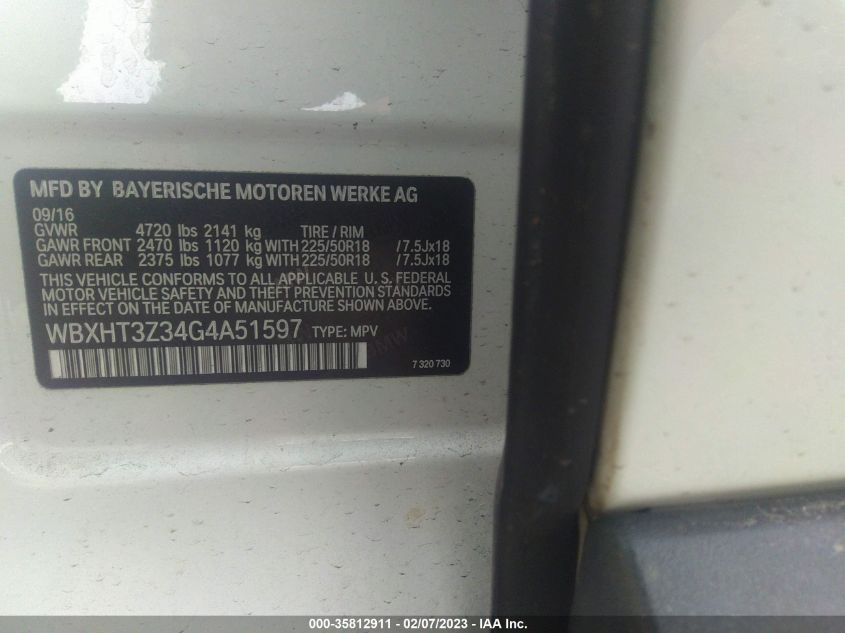 MFD BY BAYERISCHE MOTOREN WERKE AG
09/16
GVWR 4720 lbs 2141 kg TIRE / RIM
GAWR FRONT 2470 lbs 1120 kg WITH 225/50R18 / 7.5Jx18
GAWR REAR 2375 lbs 1077 kg WITH 225/50R18 / 7.5Jx18
THIS VEHICLE CONFORMS TO ALL APPLICABLE U. S. FEDERAL
MOTOR VEHICLE SAFETY AND THEFT PREVENTION STANDARDS
IN EFFECT ON THE DATE OF MANUFACTURE SHOWN ABOVE
WBXHT3Z34G4A51597 TYPE: MPV
BMW
7 320 730
000-35812911 - 02/07/2023 - IAA Inc.